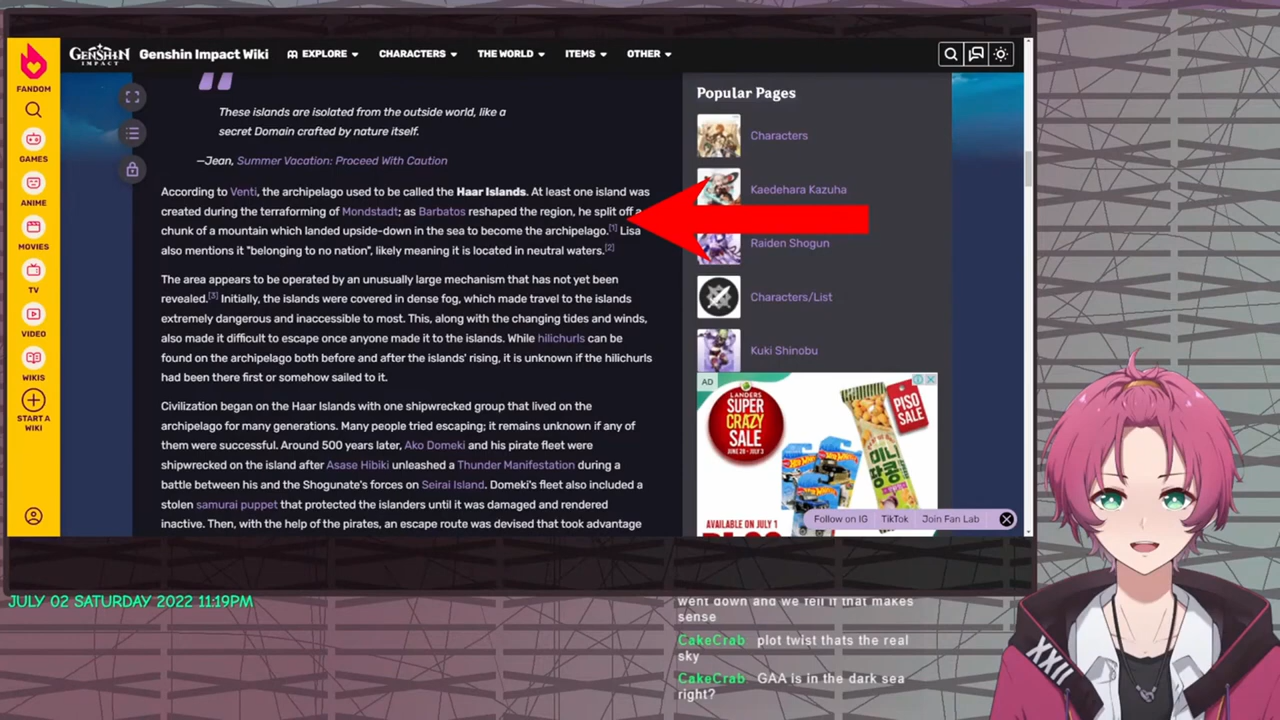 GENSHIN
IMPACT
Genshin Impact Wiki
EXPLORE
CHARACTERS
THE WORLD
ITEMS
OTHER
FANDOM
GAMES
ANIME
MOVIES
TV
VIDEO
WIKIS
START A
WIKI
These islands are isolated from the outside world, like a
secret Domain crafted by nature itself.
—Jean, Summer Vacation: Proceed With Caution
According to Venti, the archipelago used to be called the Haar Islands. At least one island was
created during the terraforming of Mondstadt; as Barbatos reshaped the region, he split off a
chunk of a mountain which landed upside-down in the sea to become the archipelago.[1] Lisa
also mentions it "belonging to no nation", likely meaning it is located in neutral waters.[2]
The area appears to be operated by an unusually large mechanism that has not yet been
revealed.[3] Initially, the islands were covered in dense fog, which made travel to the islands
extremely dangerous and inaccessible to most. This, along with the changing tides and winds,
also made it difficult to escape once anyone made it to the islands. While hilichurls can be
found on the archipelago both before and after the islands' rising, it is unknown if the hilichurls
had been there first or somehow sailed to it.
Civilization began on the Haar Islands with one shipwrecked group that lived on the
archipelago for many generations. Many people tried escaping; it remains unknown if any of
them were successful. Around 500 years later, Ako Domeki and his pirate fleet were
shipwrecked on the island after Asase Hibiki unleashed a Thunder Manifestation during a
battle between his and the Shogunate's forces on Seirai Island. Domeki's fleet also included a
stolen samurai puppet that protected the islanders until it was damaged and rendered
inactive. Then, with the help of the pirates, an escape route was devised that took advantage
Popular Pages
Characters
Kaedehara Kazuha
Raiden Shogun
Characters/List
Kuki Shinobu
AD
LANDERS
SUPER
CRAZY
SALE
JUNE 28 - JULY 3
PISO
SALE
AVAILABLE ON JULY 1
Follow on IG
TikTok
Join Fan Lab
JULY 02 SATURDAY 2022 11:19PM
went down and we fell if that makes
sense
CakeCrab plot twist thats the real
sky
CakeCrab GAA is in the dark sea
right?
XXII